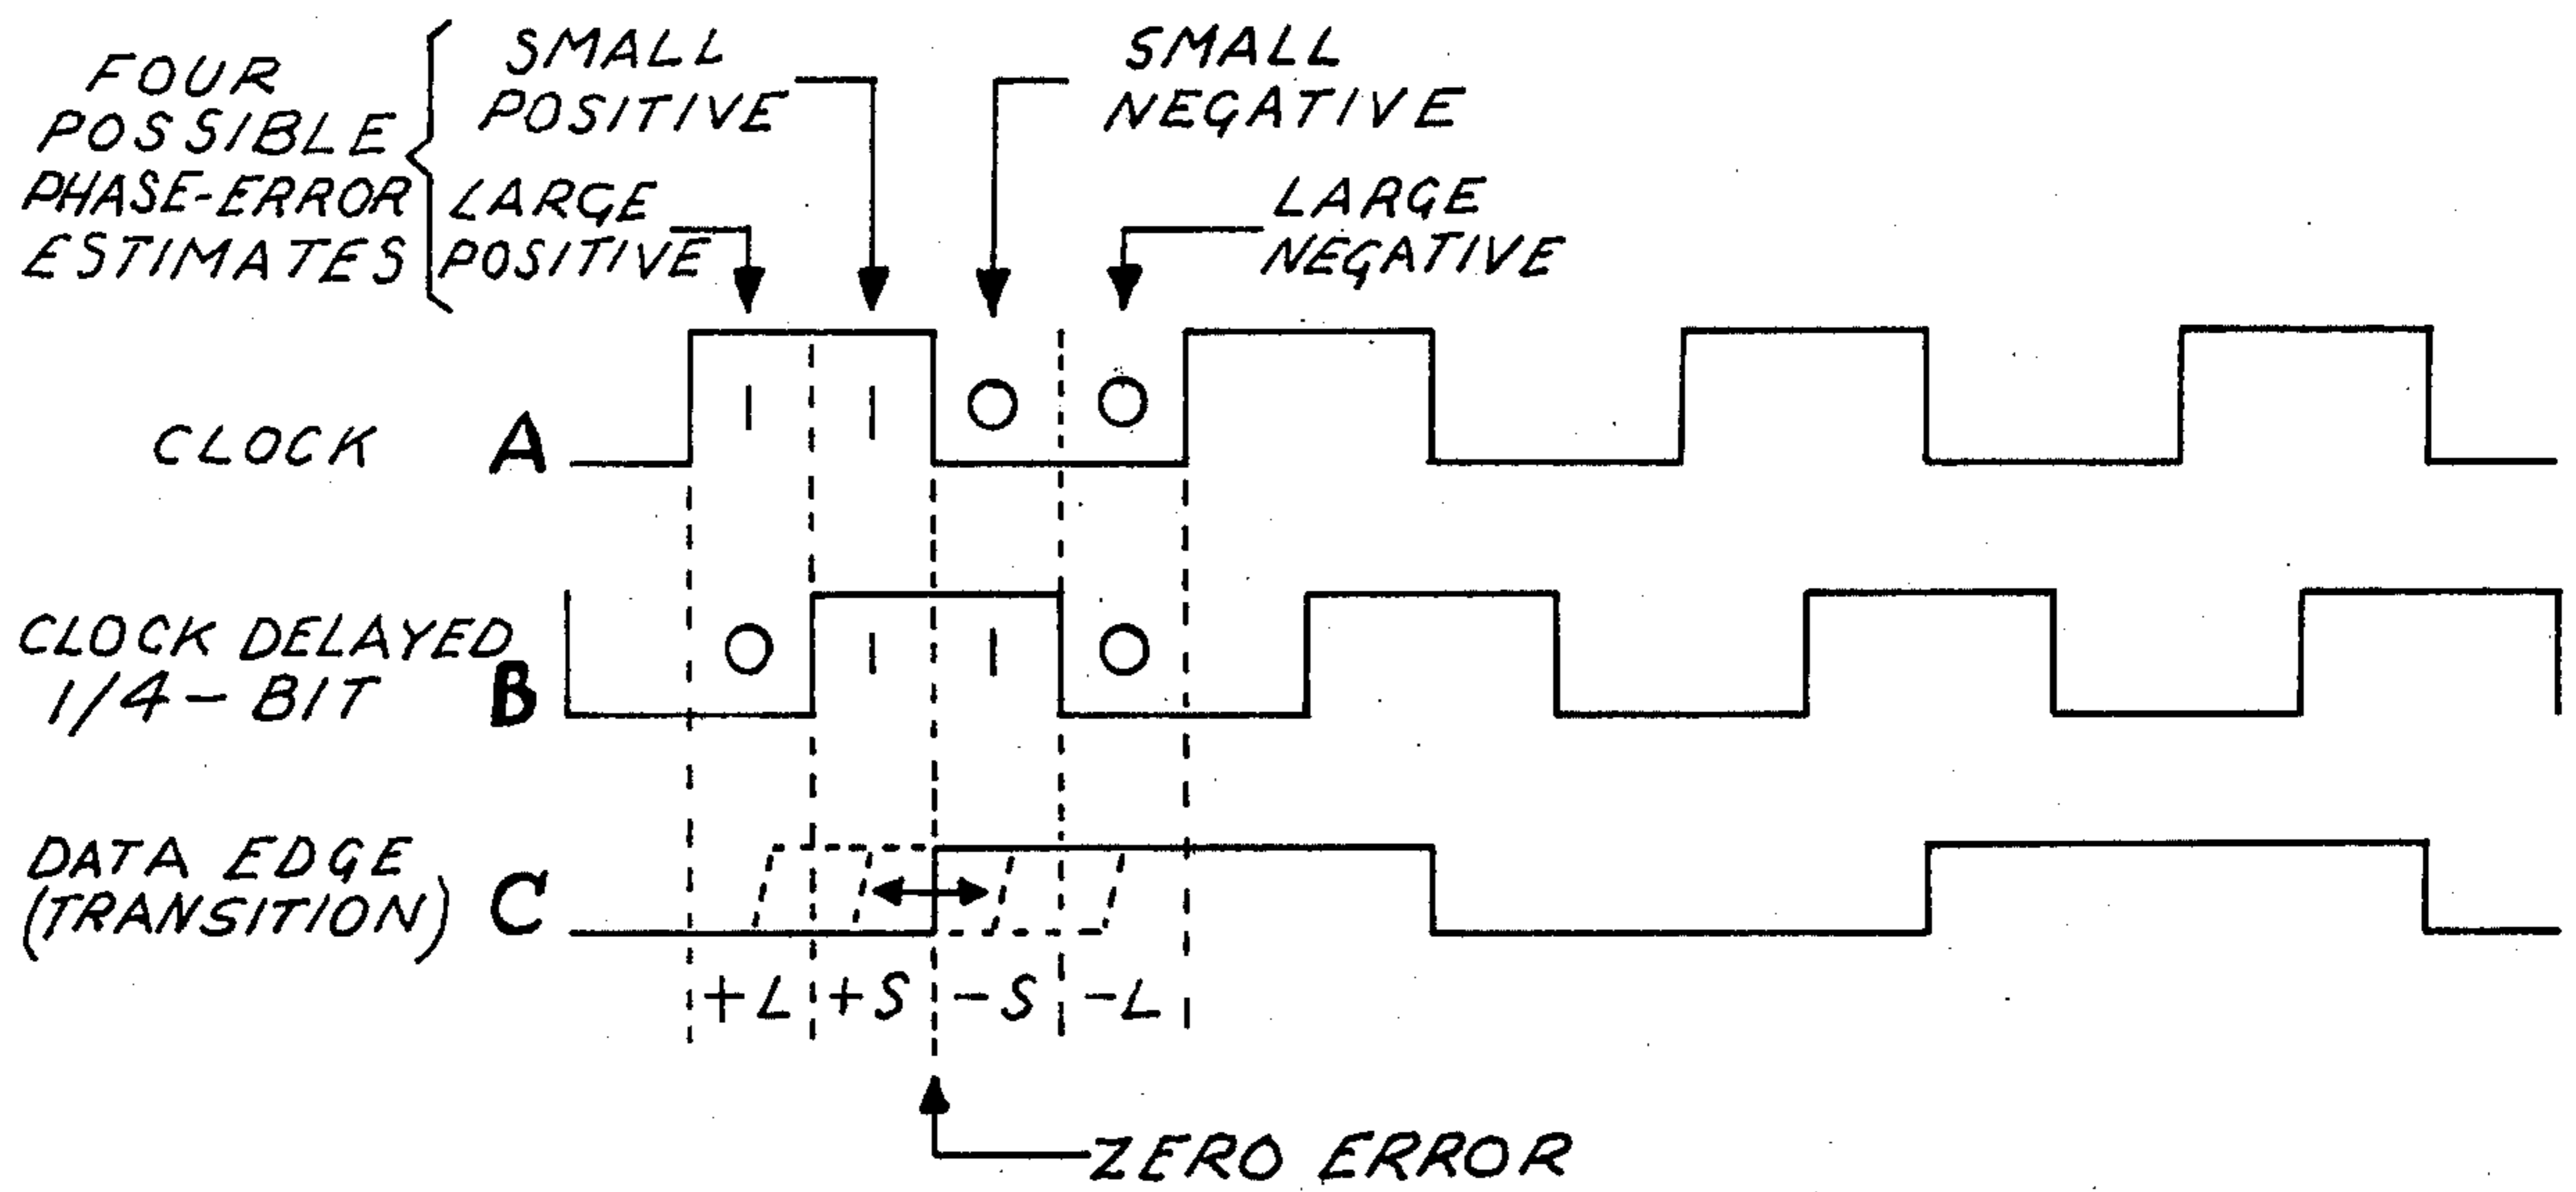 FOUR
POSSIBLE
PHASE-ERROR
ESTIMATES
SMALL
POSITIVE
LARGE
POSITIVE
SMALL
NEGATIVE
LARGE
NEGATIVE
CLOCK A
1 1 0 0
CLOCK DELAYED
1/4-BIT B
0 1 1 0
DATA EDGE
(TRANSITION) C
+L +S -S -L
ZERO ERROR